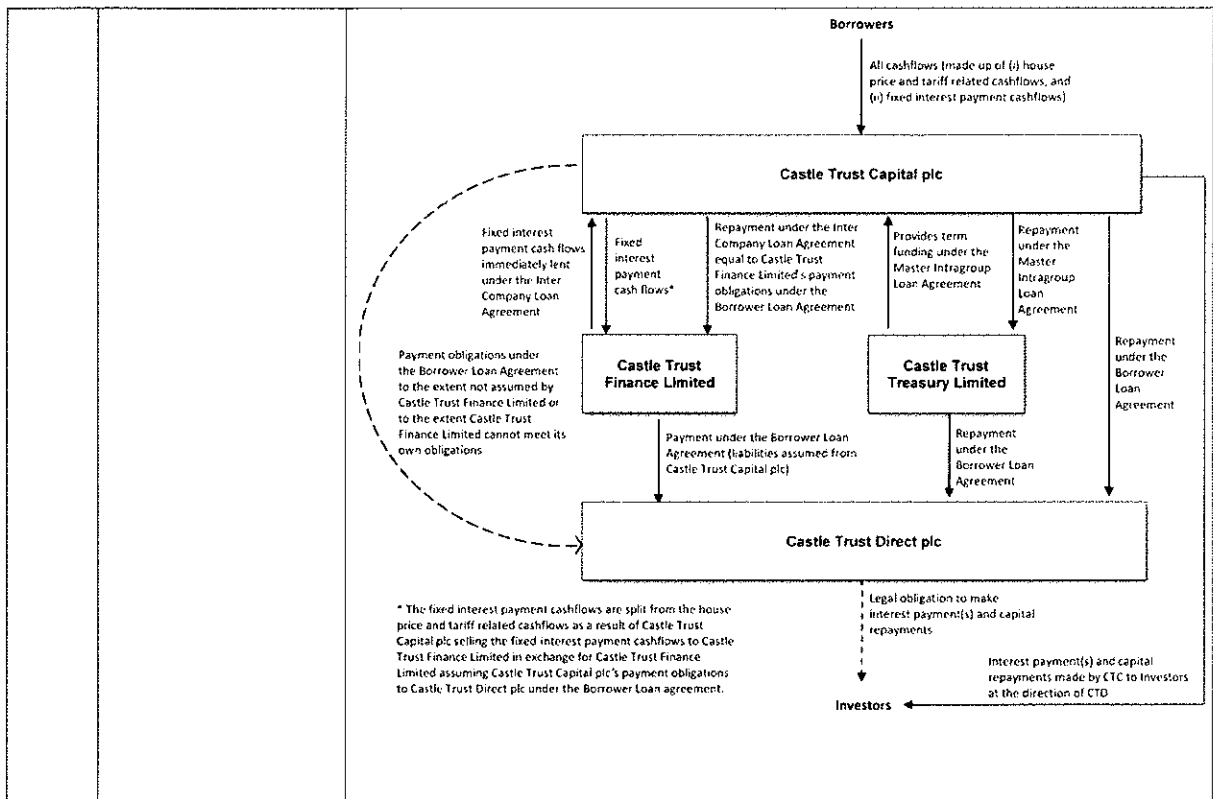 Borrowers
All cashflows (made up of (i) house
price and tariff related cashflows, and
(ii) fixed interest payment cashflows)
Castle Trust Capital plc
Fixed interest
payment cash flows
immediately lent
under the Inter
Company Loan
Agreement
Fixed
interest
payment
cash flows*
Repayment under the Inter
Company Loan Agreement
equal to Castle Trust
Finance Limited's payment
obligations under the
Borrower Loan Agreement
Provides term
funding under the
Master Intragroup
Loan Agreement
Repayment
under the
Master
Intragroup
Loan
Agreement
Repayment
under the
Borrower
Loan
Agreement
Payment obligations under
the Borrower Loan Agreement
to the extent not assumed by
Castle Trust Finance Limited or
to the extent Castle Trust
Finance Limited cannot meet its
own obligations
Castle Trust
Finance Limited
Castle Trust
Treasury Limited
Payment under the Borrower Loan
Agreement (liabilities assumed from
Castle Trust Capital plc)
Repayment
under the
Borrower Loan
Agreement
Castle Trust Direct plc
Legal obligation to make
interest payment(s) and capital
repayments
* The fixed interest payment cashflows are split from the house
price and tariff related cashflows as a result of Castle Trust
Capital plc selling the fixed interest payment cashflows to Castle
Trust Finance Limited in exchange for Castle Trust Finance
Limited assuming Castle Trust Capital plc's payment obligations
to Castle Trust Direct plc under the Borrower Loan agreement.
Interest payment(s) and capital
repayments made by CTC to Investors
at the direction of CTD
Investors